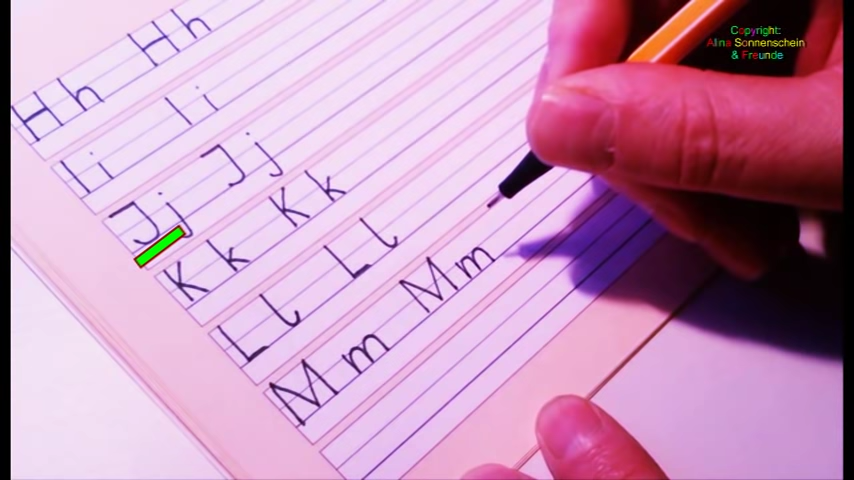 Copyright:
Alina Sonnenschein
& Freunde
Hh Hh
Ii Ii
Jj Jj
Kk Kk
Ll Ll
Mm Mm